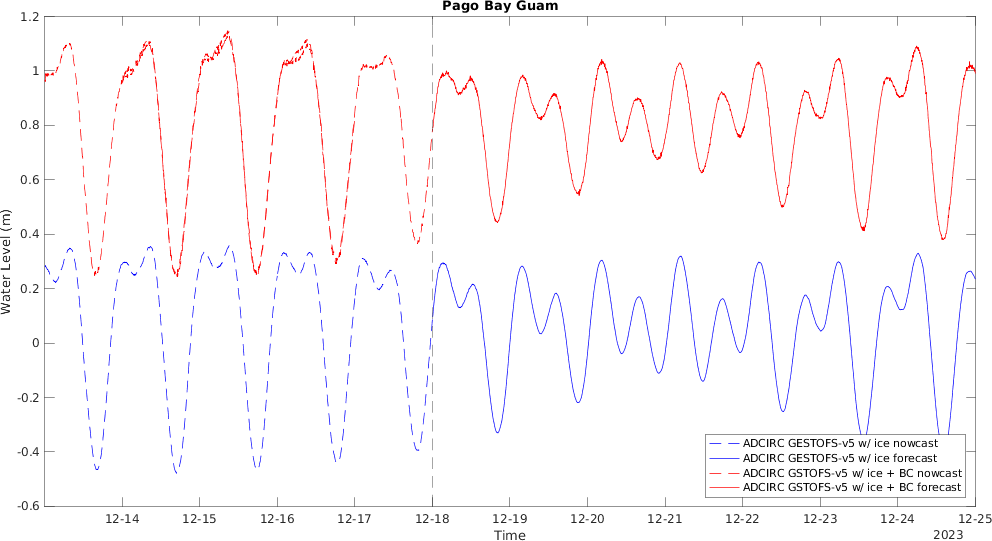 Pago Bay Guam
1.2
1
0.8
0.6
0.4
0.2
0
-0.2
-0.4
-0.6
Water Level (m)
ADCIRC GESTOFS-v5 w/ ice nowcast
ADCIRC GESTOFS-v5 w/ ice forecast
ADCIRC GSTOFS-v5 w/ ice + BC nowcast
ADCIRC GSTOFS-v5 w/ ice + BC forecast
12-14 12-15 12-16 12-17 12-18 12-19 12-20 12-21 12-22 12-23 12-24 12-25
Time
2023